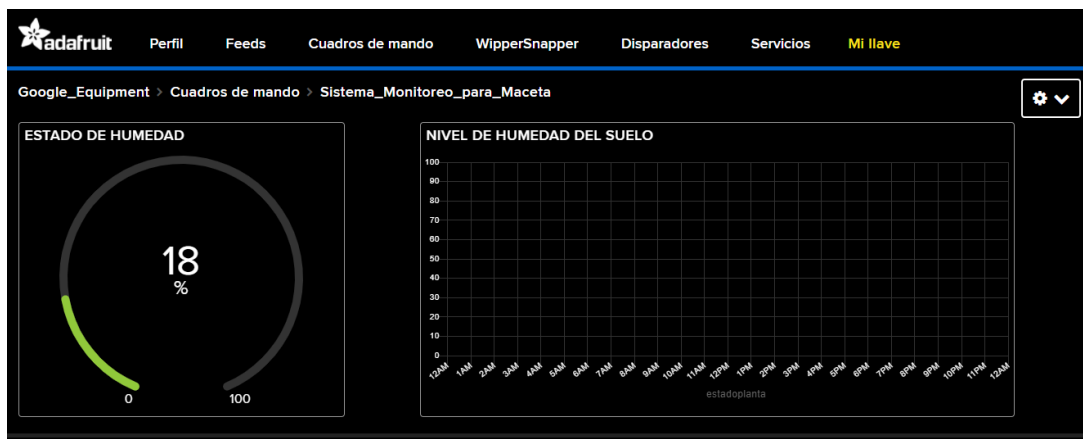 adafruit Perfil Feeds Cuadros de mando WipperSnapper Disparadores Servicios Mi llave
Google_Equipment > Cuadros de mando > Sistema_Monitoreo_para_Maceta
ESTADO DE HUMEDAD
18
%
0 100
NIVEL DE HUMEDAD DEL SUELO
100
90
80
70
60
50
40
30
20
10
0
12AM 1AM 2AM 3AM 4AM 5AM 6AM 7AM 8AM 9AM 10AM 11AM 12PM 1PM 2PM 3PM 4PM 5PM 6PM 7PM 8PM 9PM 10PM 11PM 12AM
estadoplanta